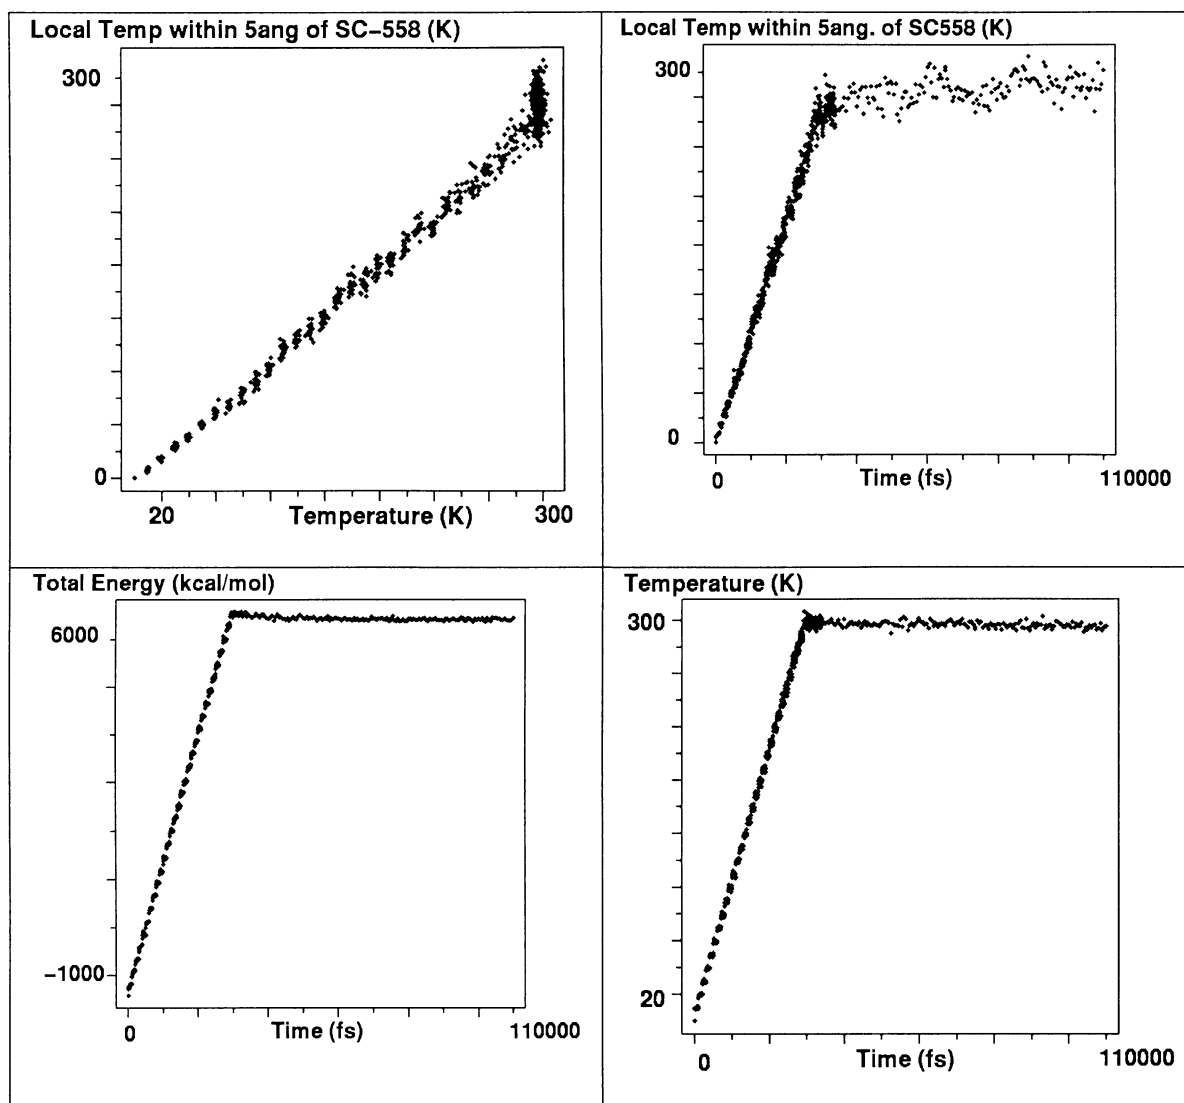 Local Temp within 5ang of SC-558 (K)
300
0
20
Temperature (K)
300
Local Temp within 5ang. of SC558 (K)
300
0
0
Time (fs)
110000
Total Energy (kcal/mol)
6000
-1000
0
Time (fs)
110000
Temperature (K)
300
20
0
Time (fs)
110000